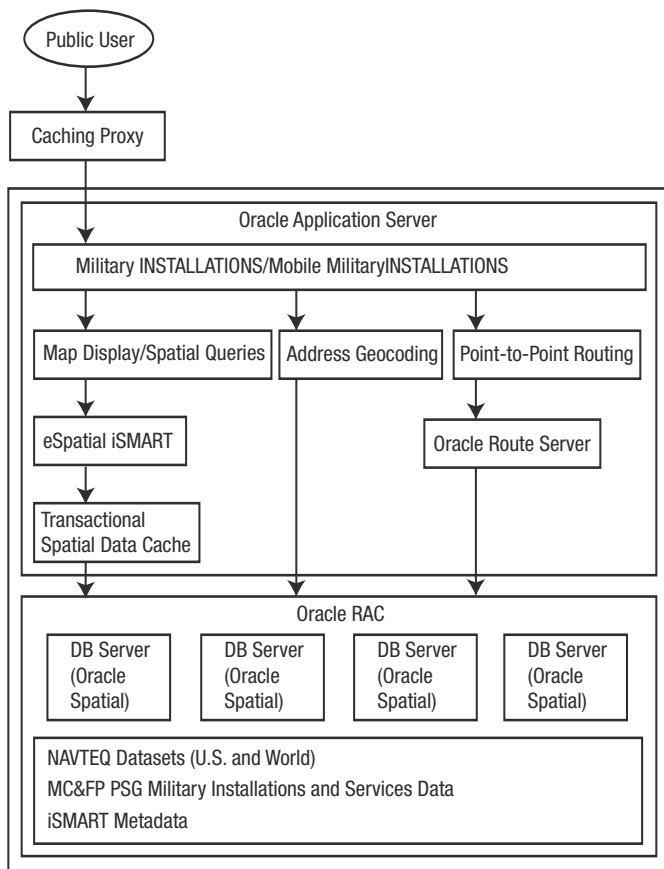 Public User
Caching Proxy
Oracle Application Server
Military INSTALLATIONS/Mobile MilitaryINSTALLATIONS
Map Display/Spatial Queries
Address Geocoding
Point-to-Point Routing
eSpatial iSMART
Oracle Route Server
Transactional
Spatial Data Cache
Oracle RAC
DB Server
(Oracle
Spatial)
DB Server
(Oracle
Spatial)
DB Server
(Oracle
Spatial)
DB Server
(Oracle
Spatial)
NAVTEQ Datasets (U.S. and World)
MC&FP PSG Military Installations and Services Data
iSMART Metadata